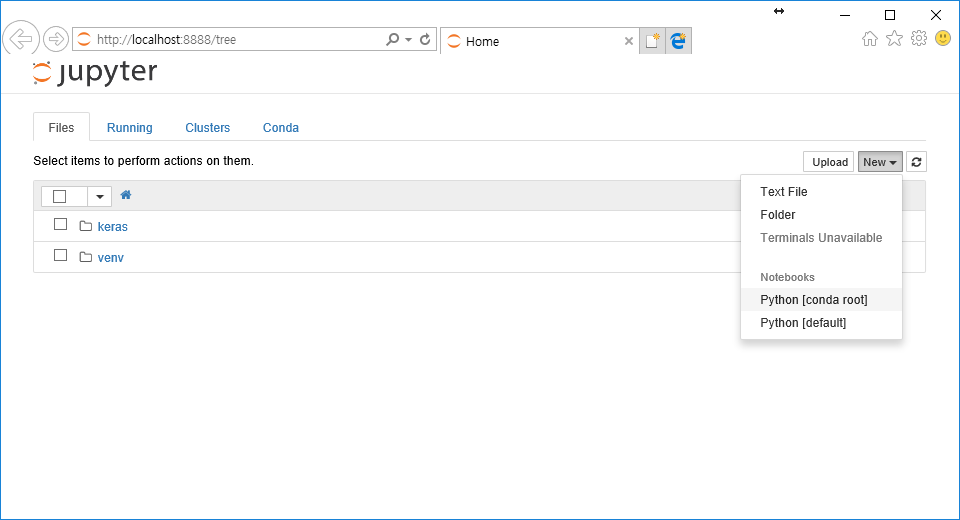 http://localhost:8888/tree
Home
jupyter
Files Running Clusters Conda
Select items to perform actions on them.
Upload New
Text File
Folder
Terminals Unavailable
Notebooks
Python [conda root]
Python [default]
keras
venv